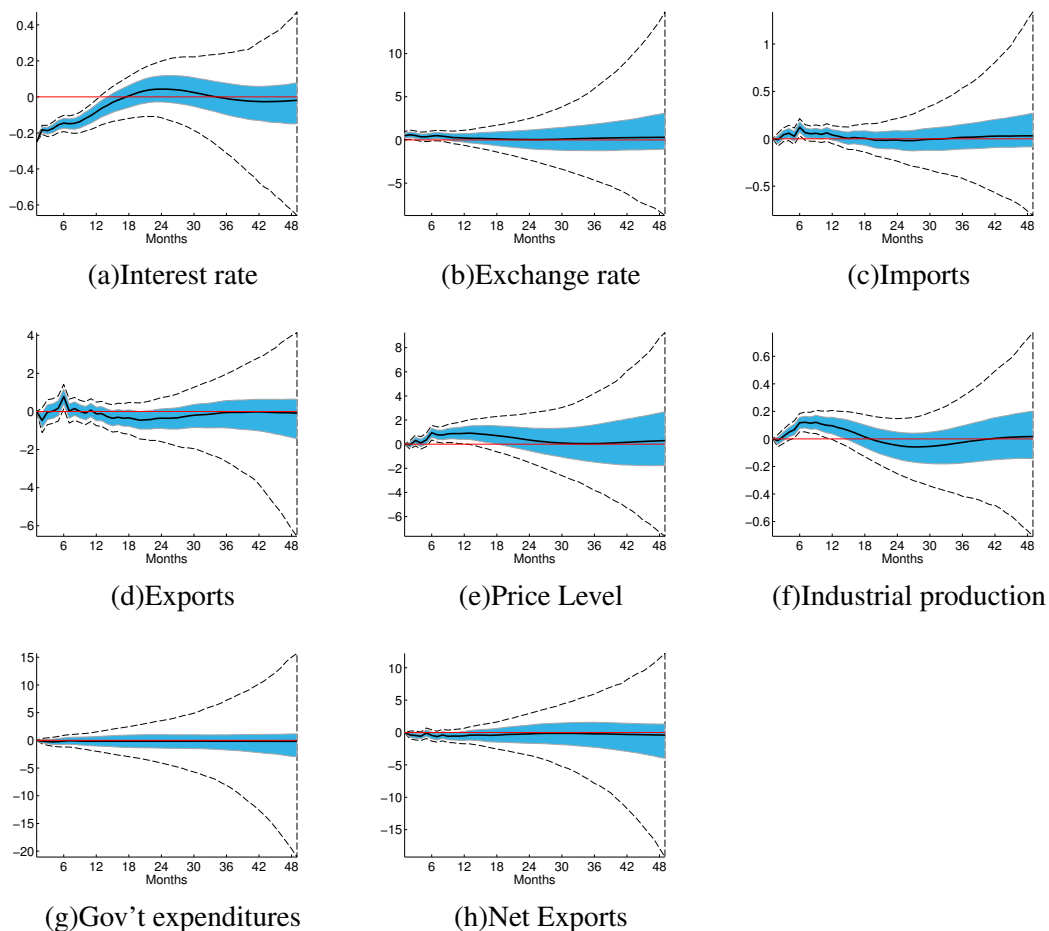 0.4
0.2
0
−0.2
−0.4
−0.6
6 12 18 24 30 36 42 48
Months
(a)Interest rate
10
5
0
−5
6 12 18 24 30 36 42 48
Months
(b)Exchange rate
1
0.5
0
−0.5
6 12 18 24 30 36 42 48
Months
(c)Imports
4
2
0
−2
−4
−6
6 12 18 24 30 36 42 48
Months
(d)Exports
8
6
4
2
0
−2
−4
−6
6 12 18 24 30 36 42 48
Months
(e)Price Level
0.6
0.4
0.2
0
−0.2
−0.4
−0.6
6 12 18 24 30 36 42 48
Months
(f)Industrial production
15
10
5
0
−5
−10
−15
−20
6 12 18 24 30 36 42 48
Months
(g)Gov’t expenditures
10
5
0
−5
−10
−15
6 12 18 24 30 36 42 48
Months
(h)Net Exports